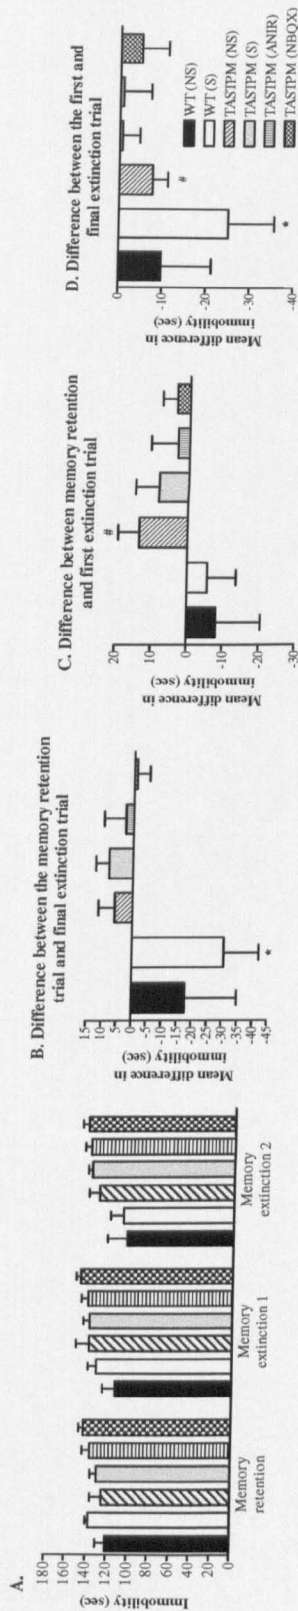 A.
Immobility (sec)
180
160
140
120
100
80
60
40
20
0
Memory
retention
Memory
extinction 1
Memory
extinction 2
B. Difference between the memory retention
trial and final extinction trial
Mean difference in
immobility (sec)
15
10
5
0
-5
-10
-15
-20
-25
-30
-35
-40
-45
*
C. Difference between memory retention
and first extinction trial
Mean difference in
immobility (sec)
20
10
0
-10
-20
-30
#
D. Difference between the first and
final extinction trial
Mean difference in
immobility (sec)
0
-10
-20
-30
-40
*
#
WT (NS)
WT (S)
TASTPM (NS)
TASTPM (S)
TASTPM (ANIR)
TASTPM (NBQX)